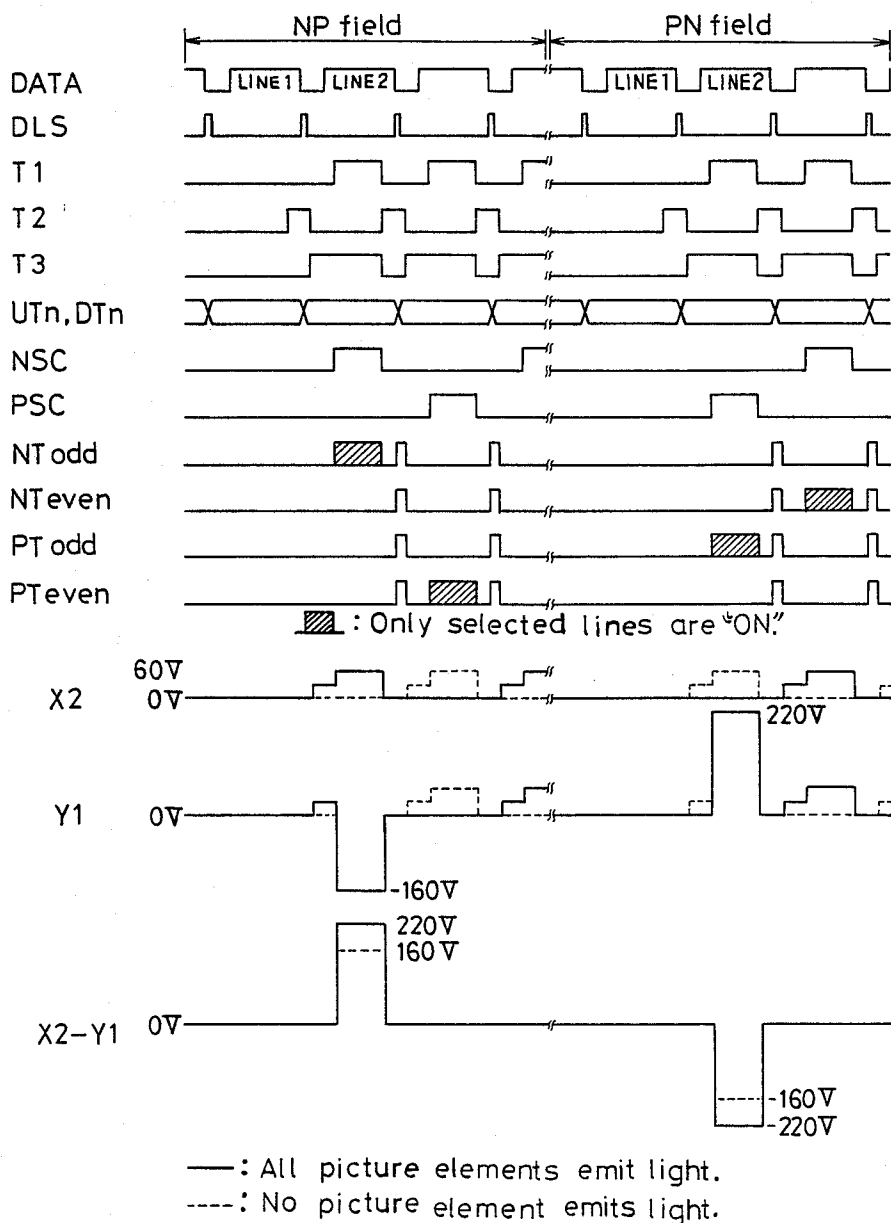 NP field PN field
DATA LINE1 LINE2 LINE1 LINE2
DLS
T1
T2
T3
UTn, DTn
NSC
PSC
NT odd
NTeven
PT odd
PTeven
: Only selected lines are "ON."
60V
X2 0V
220V
Y1 0V
-160V
220V
160V
X2-Y1 0V
-160V
-220V
: All picture elements emit light.
: No picture element emits light.